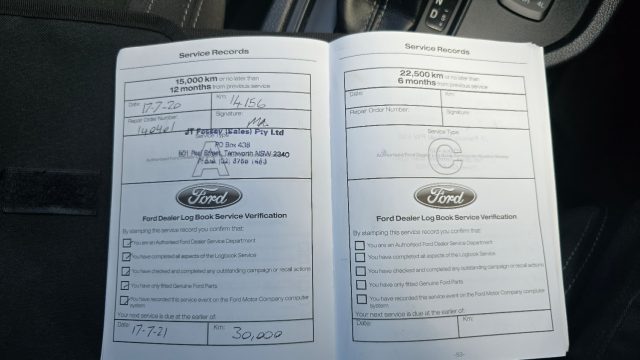 Service Records
15,000 km or no later than
12 months from previous service
Date: 17-7-20
Km: 14156
Repair Order Number:
Signature:
JT Fossey (Sales) Pty Ltd
Service Type
PO Box 438
Tamworth NSW 2340
A
Ford
Ford Dealer Log Book Service Verification
By stamping this service record you confirm that:
You are an Authorised Ford Dealer Service Department
You have completed all aspects of the Logbook Service
You have checked and completed any outstanding campaign or recall actions
You have only fitted Genuine Ford Parts
You have recorded this service event on the Ford Motor Company computer
system
Your next service is due at the earlier of:
Date: 17-7-21
Km: 30,000
Service Records
22,500 km or no later than
6 months from previous service
Date:
Km:
Repair Order Number:
Signature:
Service Type
C
Ford
Ford Dealer Log Book Service Verification
By stamping this service record you confirm that:
You are an Authorised Ford Dealer Service Department
You have completed all aspects of the Logbook Service
You have checked and completed any outstanding campaign or recall actions
You have only fitted Genuine Ford Parts
You have recorded this service event on the Ford Motor Company computer
system
Your next service is due at the earlier of:
Date:
Km:
-53-
D
4L